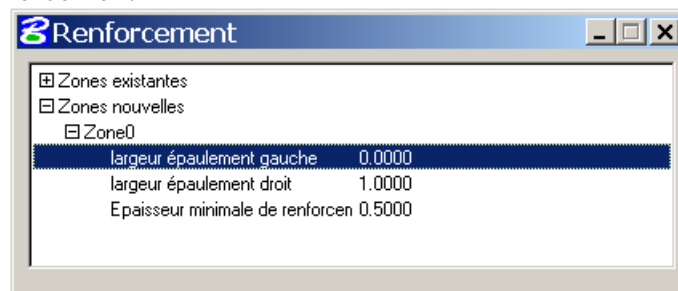 Renforcement
Zones existantes
Zones nouvelles
Zone0
largeur épaulement gauche 0.0000
largeur épaulement droit 1.0000
Epaisseur minimale de renforcen 0.5000